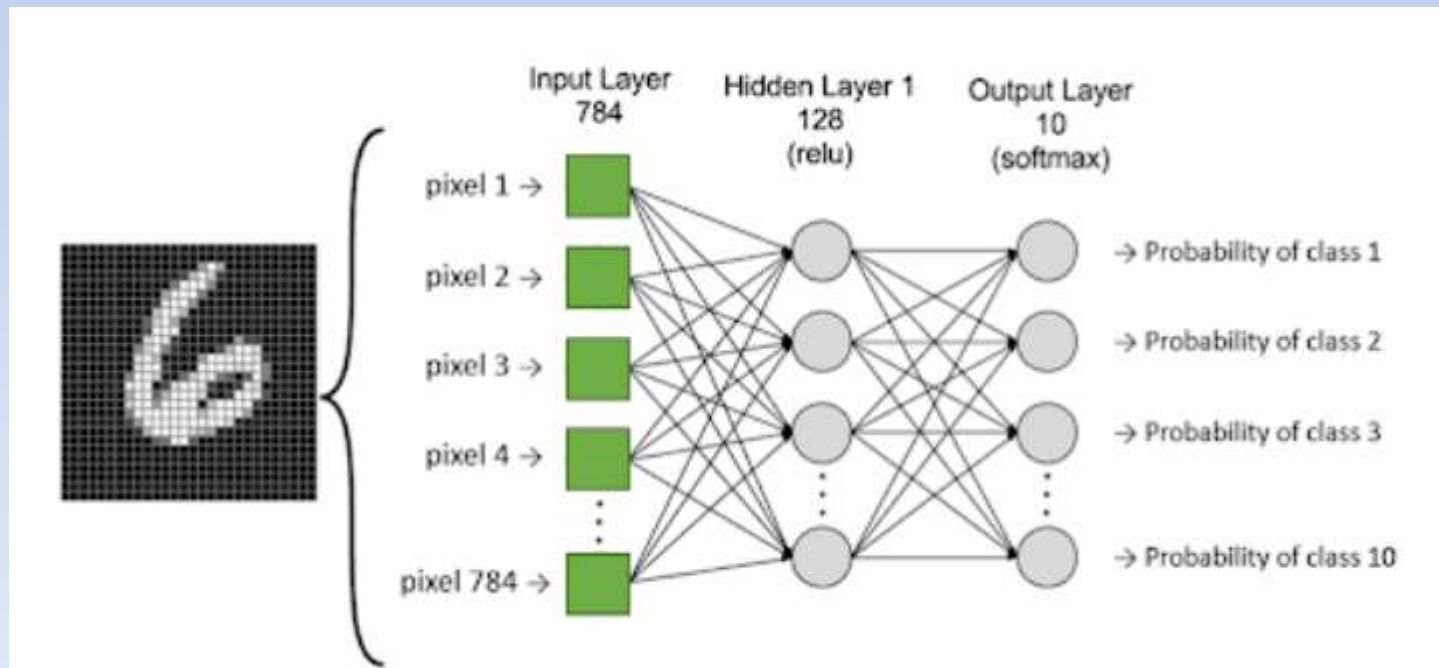 Input Layer
784
Hidden Layer 1
128
(relu)
Output Layer
10
(softmax)
pixel 1 →
pixel 2 →
pixel 3 →
pixel 4 →
pixel 784 →
→ Probability of class 1
→ Probability of class 2
→ Probability of class 3
→ Probability of class 10